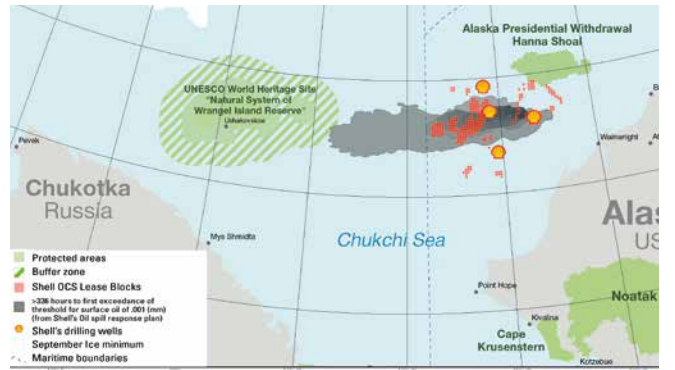 Alaska Presidential Withdrawal
Hanna Shoal
UNESCO World Heritage Site
"Natural System of
Wrangel Island Reserve"
Ushakovskoe
Pevek
Wainwright
Chukotka
Russia
Mys Shmidta
Chukchi Sea
Alas
US
Point Hope
Noatak
Kivalina
Cape
Krusenstern
Kotzebue
Protected areas
Buffer zone
Shell OCS Lease Blocks
>336 hours to first exceedance of
threshold for surface oil of .001 (mm)
(from Shell's Oil spill response plan)
Shell's drilling wells
September Ice minimum
Maritime boundaries